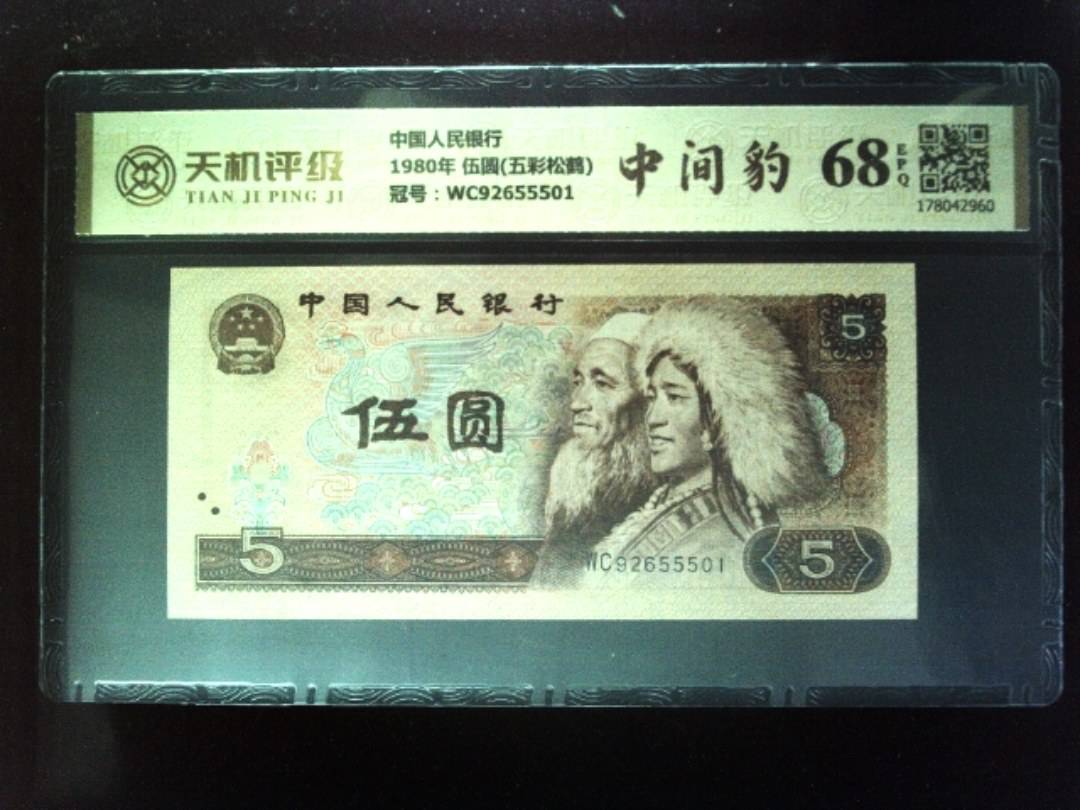 天机评级
TIAN JI PING JI
中国人民银行
1980年 伍圆(五彩松鹤)
冠号：WC92655501
中间豹
68
EPQ
178042960
中国人民银行
5
伍圆
5
WC92655501
5